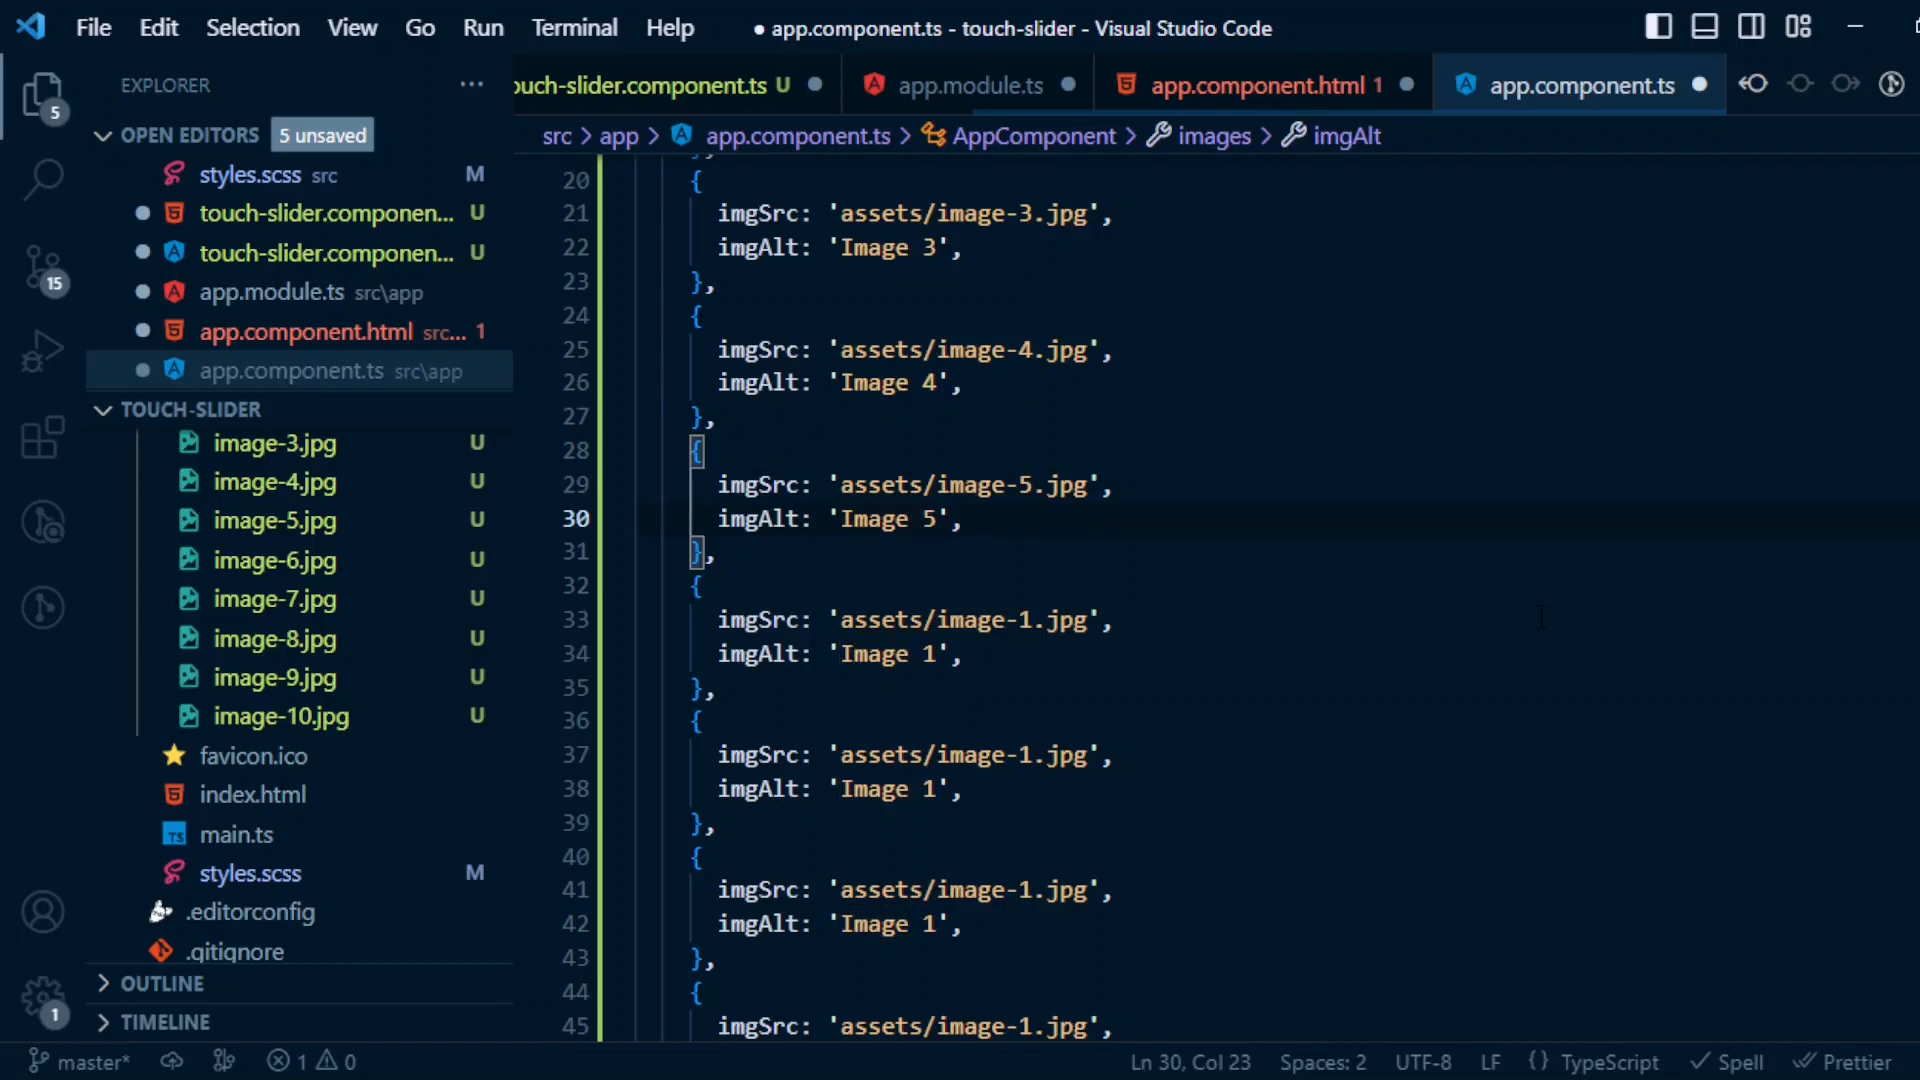 File Edit Selection View Go Run Terminal Help
● app.component.ts - touch-slider - Visual Studio Code
EXPLORER
5
OPEN EDITORS 5 unsaved
styles.scss src M
touch-slider.componen... U
touch-slider.componen... U
app.module.ts src\app
app.component.html src... 1
app.component.ts src\app
15
TOUCH-SLIDER
image-3.jpg U
image-4.jpg U
image-5.jpg U
image-6.jpg U
image-7.jpg U
image-8.jpg U
image-9.jpg U
image-10.jpg U
favicon.ico
index.html
TS main.ts
styles.scss M
.editorconfig
.gitignore
OUTLINE
TIMELINE
1
ouch-slider.component.ts U ● app.module.ts ● app.component.html 1 ● app.component.ts ●
src > app > app.component.ts > AppComponent > images > imgAlt
},
20 {
21 imgSrc: 'assets/image-3.jpg',
22 imgAlt: 'Image 3',
23 },
24 {
25 imgSrc: 'assets/image-4.jpg',
26 imgAlt: 'Image 4',
27 },
28 {
29 imgSrc: 'assets/image-5.jpg',
30 imgAlt: 'Image 5',
31 },
32 {
33 imgSrc: 'assets/image-1.jpg',
34 imgAlt: 'Image 1',
35 },
36 {
37 imgSrc: 'assets/image-1.jpg',
38 imgAlt: 'Image 1',
39 },
40 {
41 imgSrc: 'assets/image-1.jpg',
42 imgAlt: 'Image 1',
43 },
44 {
45 imgSrc: 'assets/image-1.jpg',
master* 1 0 Ln 30, Col 23 Spaces: 2 UTF-8 LF {} TypeScript Spell Prettier